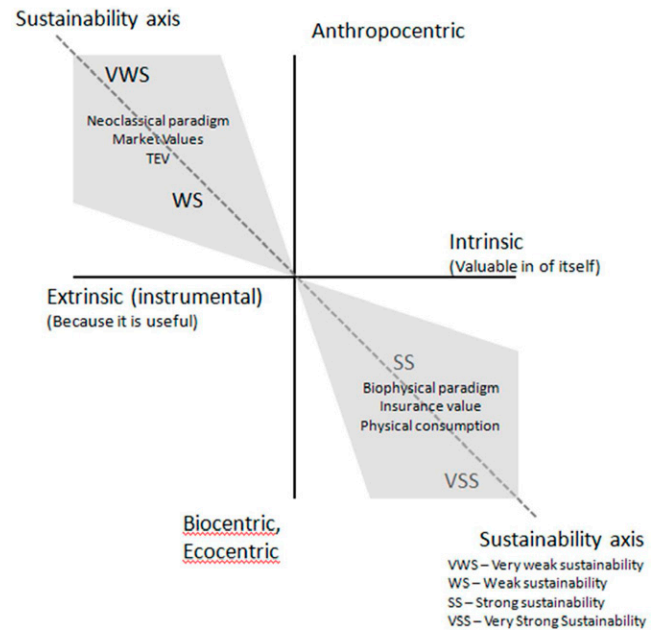 Sustainability axis
Anthropocentric
VWS
Neoclassical paradigm
Market Values
TEV
WS
Intrinsic
(Valuable in of itself)
Extrinsic (instrumental)
(Because it is useful)
SS
Biophysical paradigm
Insurance value
Physical consumption
VSS
Biocentric,
Ecocentric
Sustainability axis
VWS – Very weak sustainability
WS – Weak sustainability
SS – Strong sustainability
VSS – Very Strong Sustainability